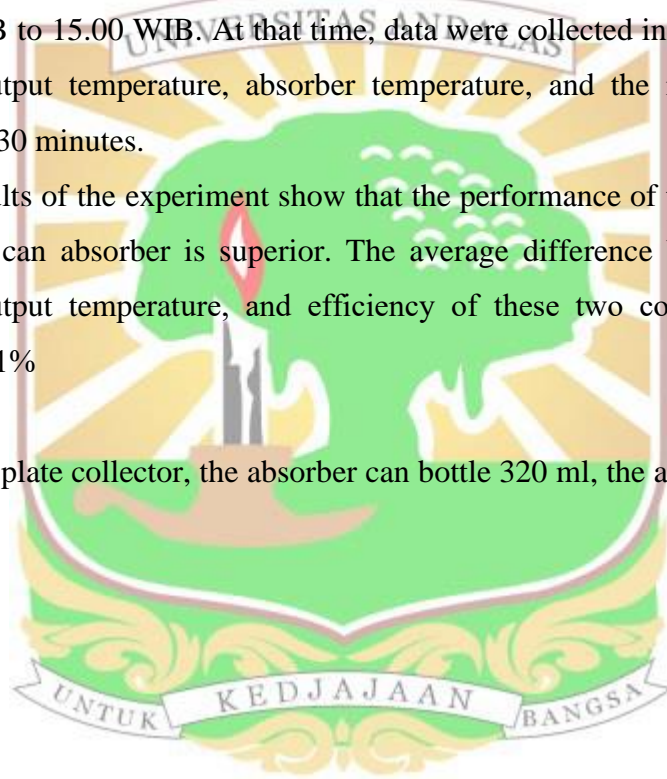 3 to 15.00 WIB. At that time, data were collected in
UNIVERSITAS ANDALAS
tput temperature, absorber temperature, and the
30 minutes.
lts of the experiment show that the performance of
can absorber is superior. The average difference
tput temperature, and efficiency of these two co
1%
plate collector, the absorber can bottle 320 ml, the a
UNTUK KEDJAJAAN BANGSA